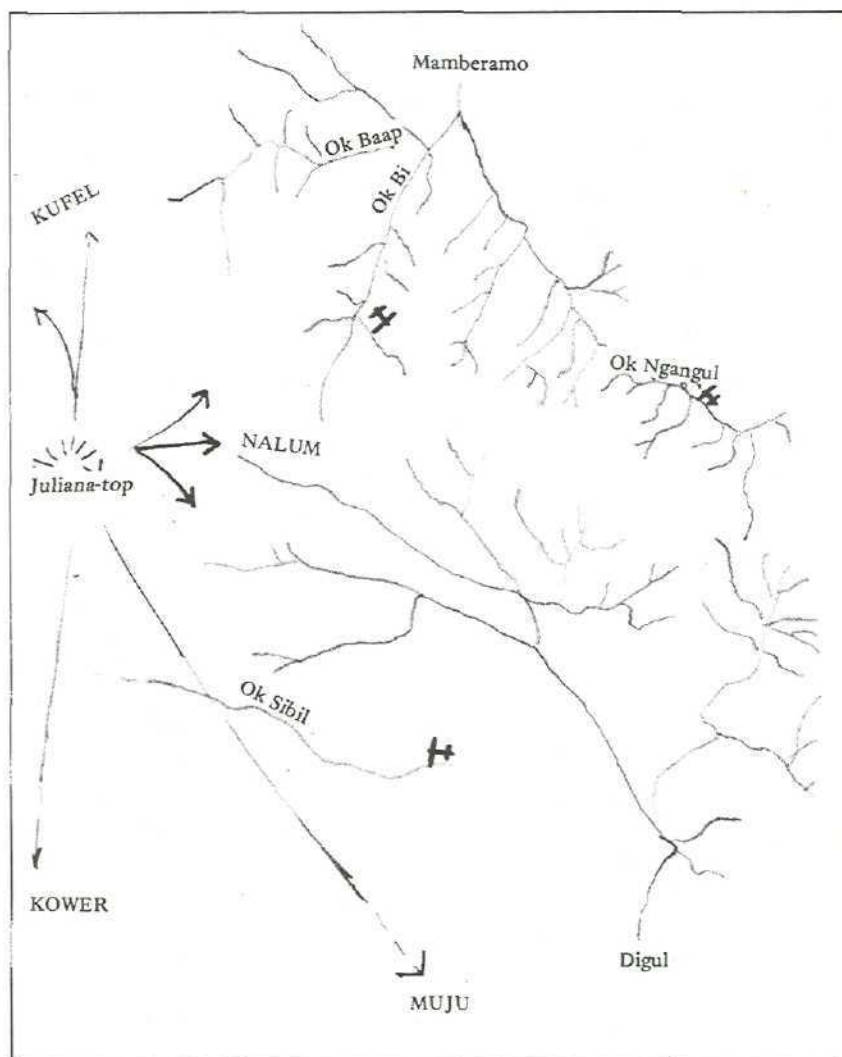 Mamberamo
Ok Baap
Ok Bi
KUFEL
Ok Ngangul
NALUM
Juliana-top
Ok Sibil
KOWER
Digul
MUJU